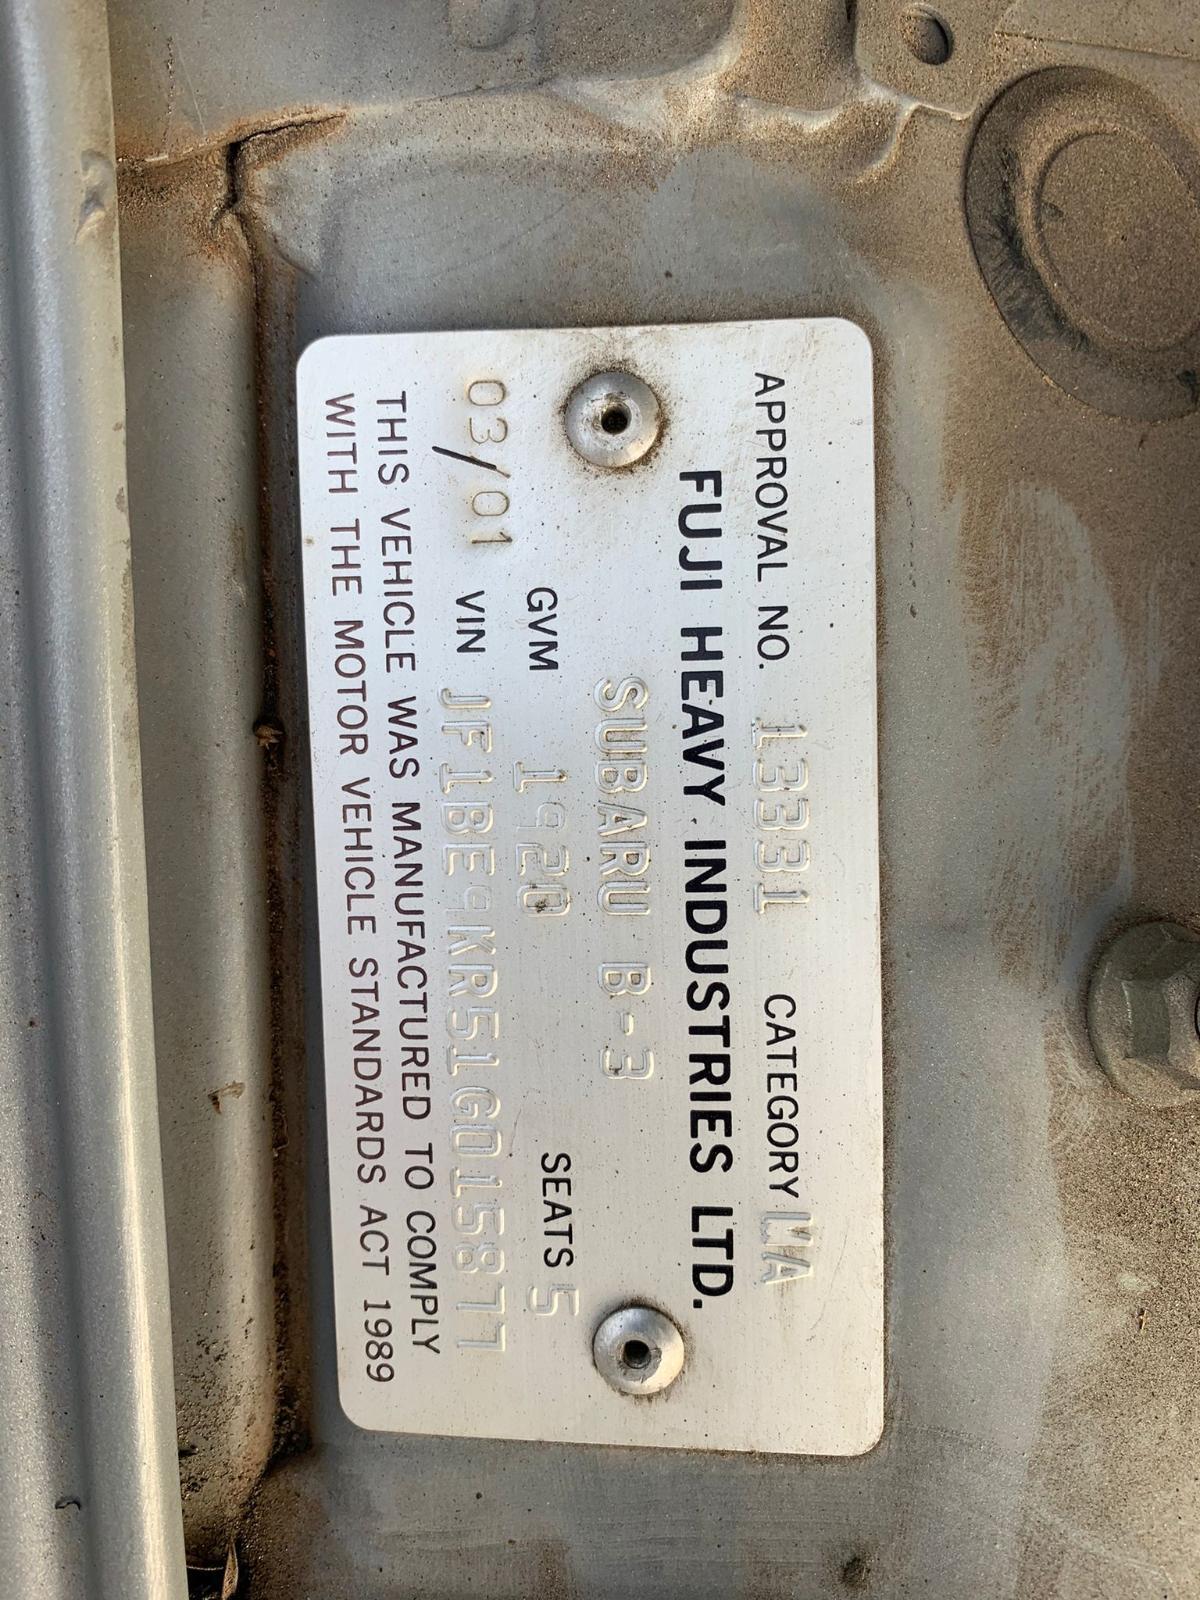 APPROVAL NO. 13331 CATEGORY MA
FUJI HEAVY INDUSTRIES LTD.
SUBARU B-3
GVM 1920 SEATS 5
03/01 VIN JF1BE9KR51G015877
THIS VEHICLE WAS MANUFACTURED TO COMPLY
WITH THE MOTOR VEHICLE STANDARDS ACT 1989